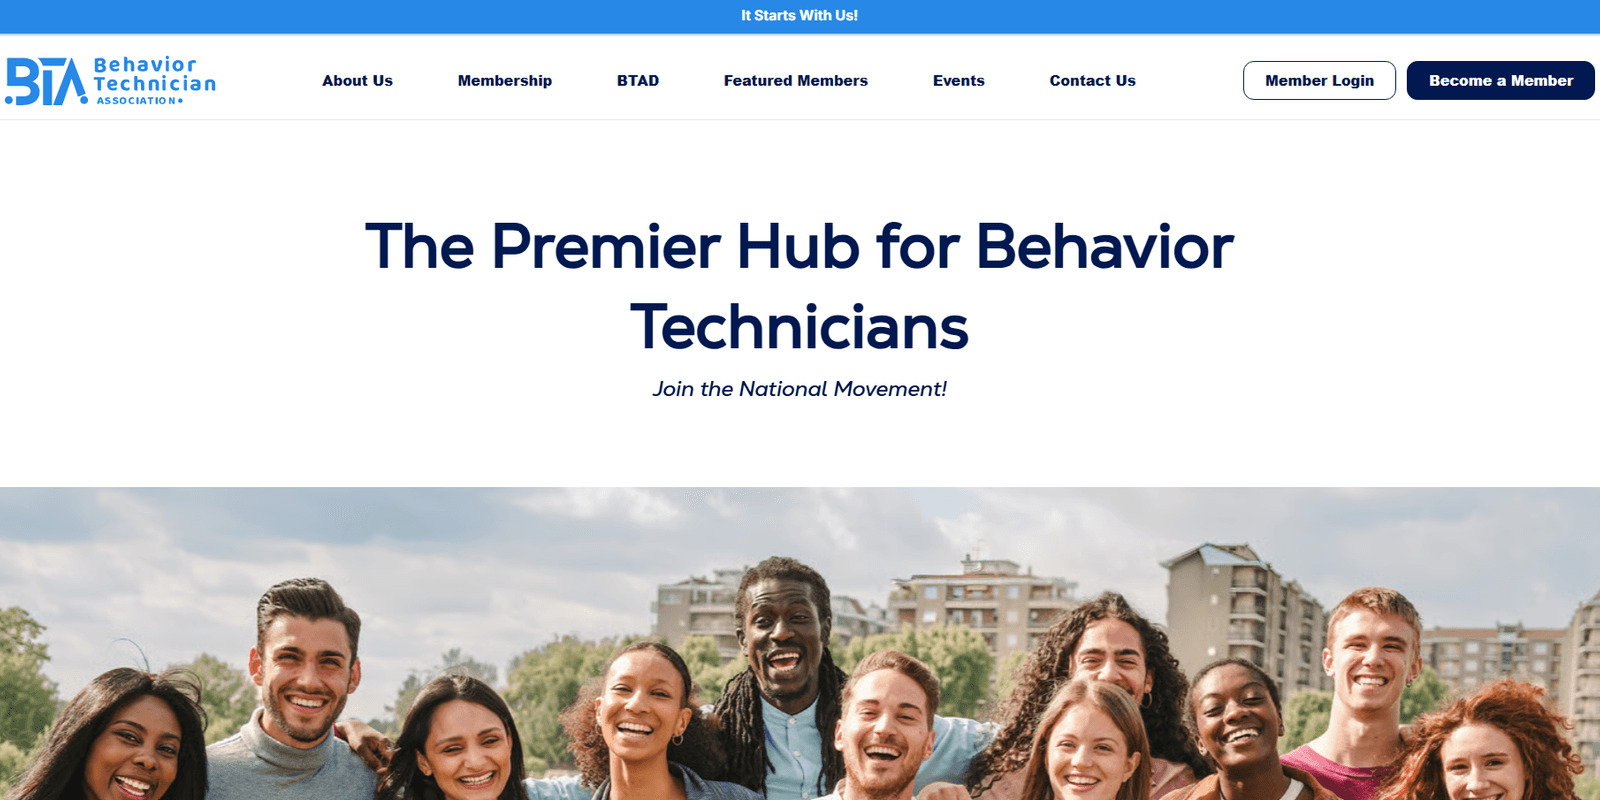 It Starts With Us!
BTA Behavior
Technician
ASSOCIATION
About Us
Membership
BTAD
Featured Members
Events
Contact Us
Member Login
Become a Member
The Premier Hub for Behavior
Technicians
Join the National Movement!